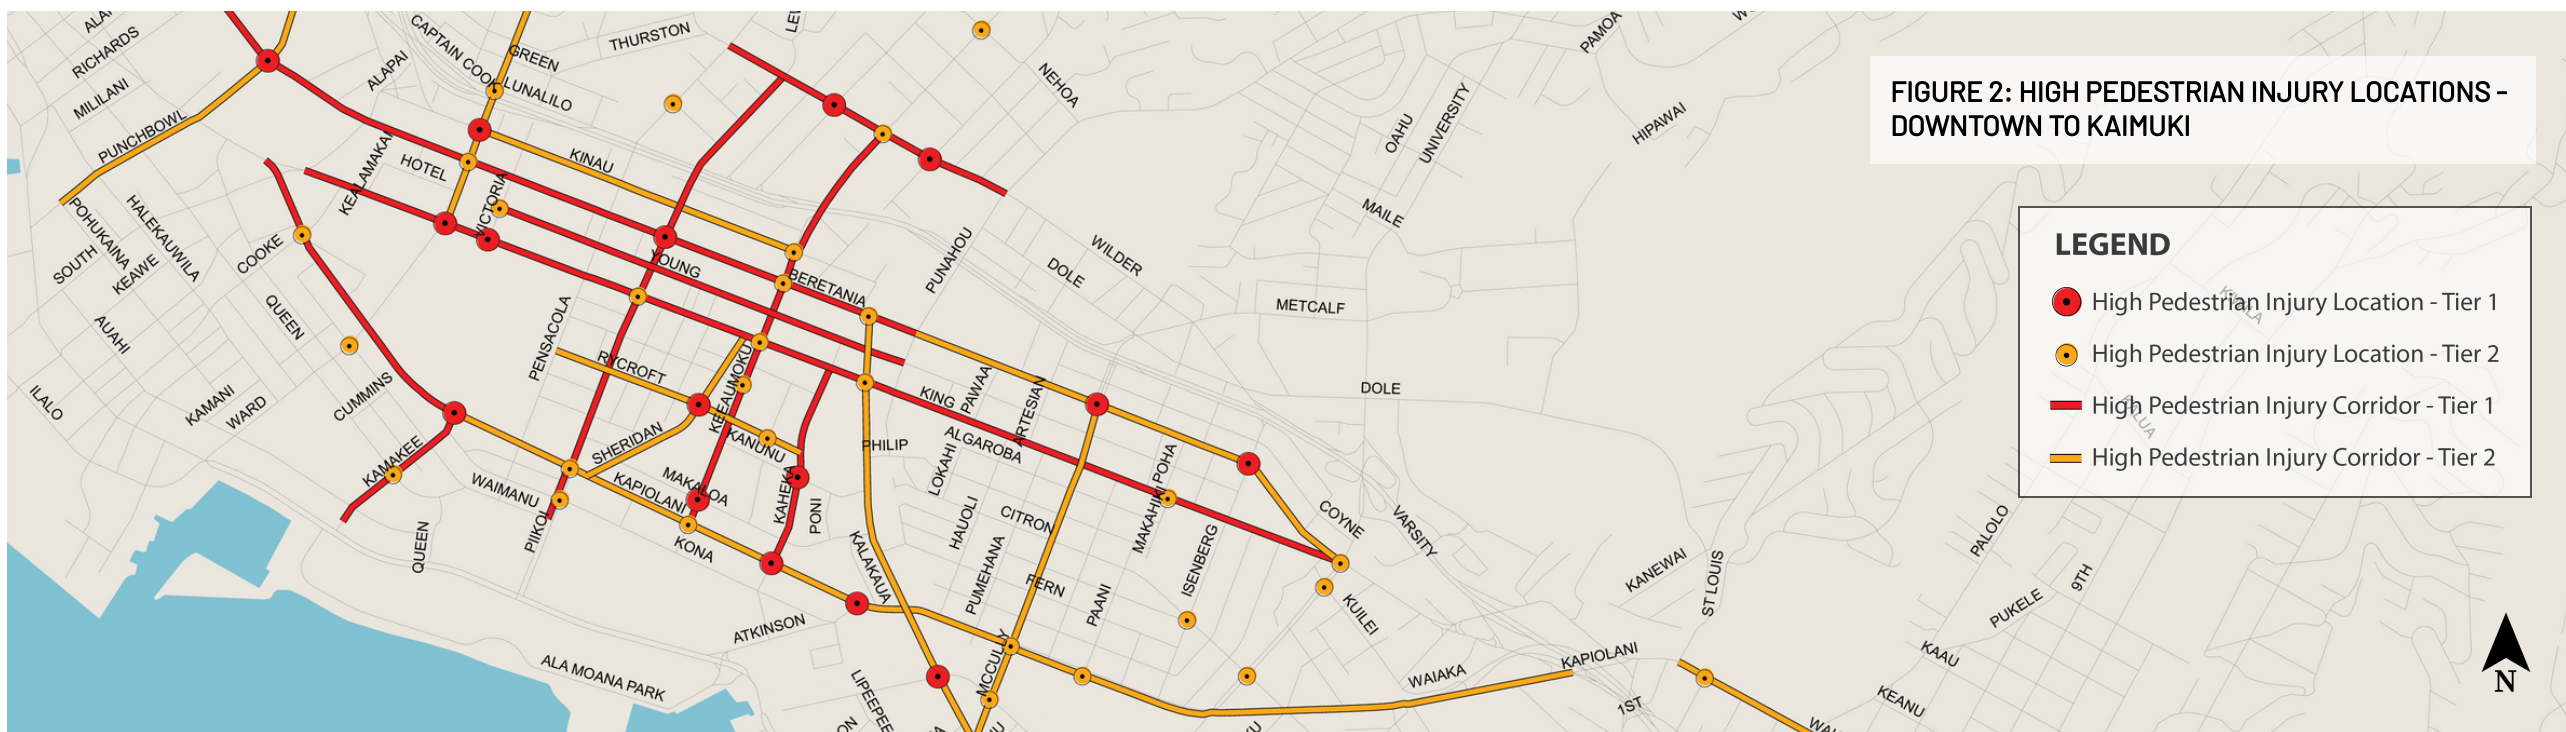 FIGURE 2: HIGH PEDESTRIAN INJURY LOCATIONS -
DOWNTOWN TO KAIMUKI
LEGEND
High Pedestrian Injury Location - Tier 1
High Pedestrian Injury Location - Tier 2
High Pedestrian Injury Corridor - Tier 1
High Pedestrian Injury Corridor - Tier 2
N
RICHARDS
MILILANI
PUNCHBOWL
ALAPAI
CAPTAIN COOK
GREEN
LUNALILO
THURSTON
NEHOA
PAMOA
OAHU
UNIVERSITY
HIPAWAI
KINAU
HOTEL
KEALAMAKAI
VICTORIA
POHUKAINA
HALEKAUWILA
SOUTH
KEAWE
COOKE
QUEEN
AUAHI
ILALO
KAMANI
WARD
CUMMINS
KAMAKEE
PENSACOLA
YOUNG
BERETANIA
PUNAHOU
WILDER
DOLE
MAILE
METCALF
DOLE
RYCROFT
KEEAUMOKU
SHERIDAN
KANUNU
MAKALOA
KAPIOLANI
KAHEKA
PONI
PHILIP
KING
PAWAA
ARTESIAN
ALGAROBA
LOKAHI
HAUOLI
CITRON
MAKAHIKI
POHA
ISENBERG
COYNE
VARSITY
WAIMANU
PIIKOI
QUEEN
KONA
KALAKAUA
PUMEHANA
FERN
PAANI
KUILEI
KANEWAI
ST LOUIS
PALOLO
9TH
PUKELE
KAAU
KEANU
ATKINSON
ALA MOANA PARK
MCCULLY
WAIAKA
KAPIOLANI
1ST